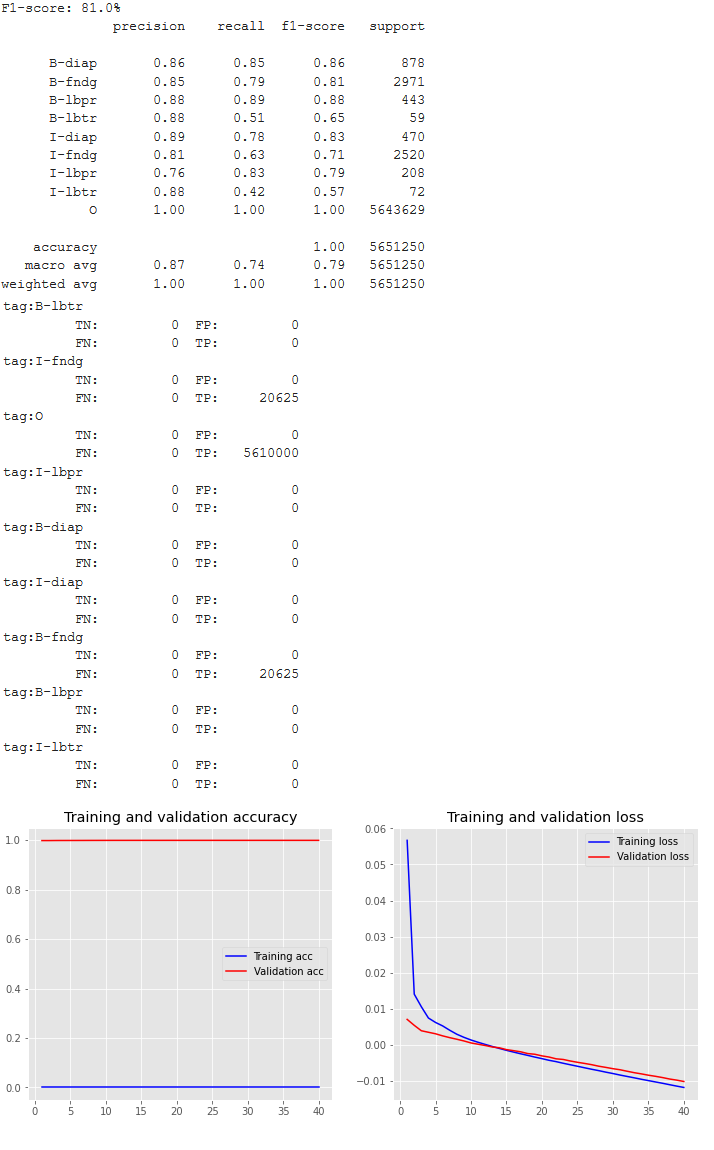 F1-score: 81.0%
precision recall f1-score support
B-diap 0.86 0.85 0.86 878
B-fndg 0.85 0.79 0.81 2971
B-lbpr 0.88 0.89 0.88 443
B-lbtr 0.88 0.51 0.65 59
I-diap 0.89 0.78 0.83 470
I-fndg 0.81 0.63 0.71 2520
I-lbpr 0.76 0.83 0.79 208
I-lbtr 0.88 0.42 0.57 72
O 1.00 1.00 1.00 5643629
accuracy 1.00 5651250
macro avg 0.87 0.74 0.79 5651250
weighted avg 1.00 1.00 1.00 5651250
tag:B-lbtr
TN: 0 FP: 0
FN: 0 TP: 0
tag:I-fndg
TN: 0 FP: 0
FN: 0 TP: 20625
tag:O
TN: 0 FP: 0
FN: 0 TP: 5610000
tag:I-lbpr
TN: 0 FP: 0
FN: 0 TP: 0
tag:B-diap
TN: 0 FP: 0
FN: 0 TP: 0
tag:I-diap
TN: 0 FP: 0
FN: 0 TP: 0
tag:B-fndg
TN: 0 FP: 0
FN: 0 TP: 20625
tag:B-lbpr
TN: 0 FP: 0
FN: 0 TP: 0
tag:I-lbtr
TN: 0 FP: 0
FN: 0 TP: 0
Training and validation accuracy
1.0
0.8
0.6
0.4
0.2
0.0
Training acc
Validation acc
0 5 10 15 20 25 30 35 40
Training and validation loss
0.06
0.05
0.04
0.03
0.02
0.01
0.00
−0.01
Training loss
Validation loss
0 5 10 15 20 25 30 35 40